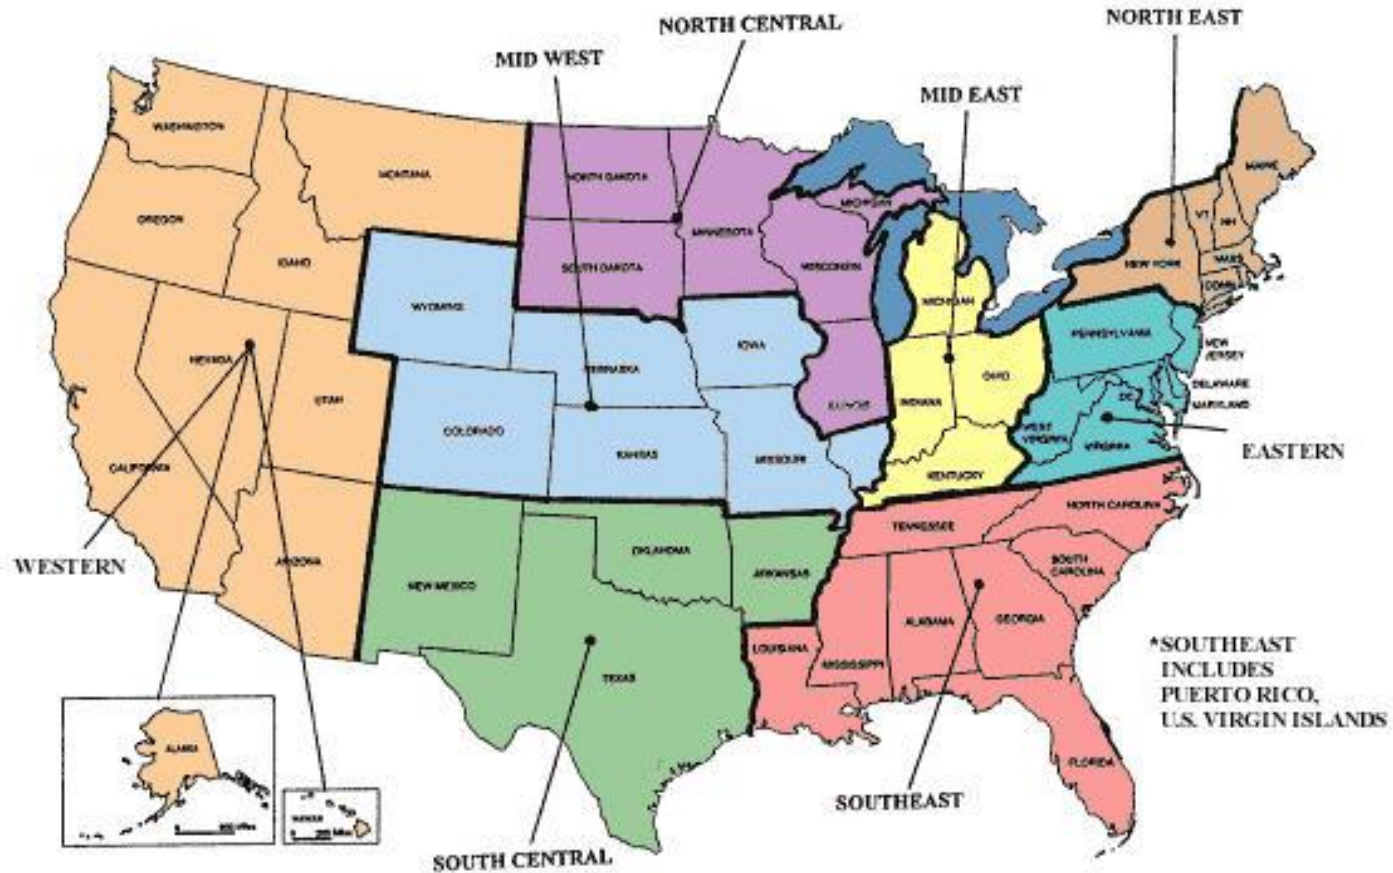 NORTH CENTRAL
NORTH EAST
MID WEST
MID EAST
WASHINGTON
MONTANA
NORTH DAKOTA
MINNESOTA
MICHIGAN
MAINE
OREGON
IDAHO
SOUTH DAKOTA
WISCONSIN
VT
NH
NEW YORK
MASS
CONN
WYOMING
MICHIGAN
PENNSYLVANIA
NEVADA
UTAH
NEBRASKA
IOWA
ILLINOIS
INDIANA
OHIO
NEW
JERSEY
DELAWARE
MARYLAND
DC
COLORADO
KANSAS
MISSOURI
WEST
VIRGINIA
VIRGINIA
EASTERN
CALIFORNIA
KENTUCKY
WESTERN
ARIZONA
NEW MEXICO
OKLAHOMA
ARKANSAS
TENNESSEE
NORTH CAROLINA
SOUTH
CAROLINA
TEXAS
LOUISIANA
MISSISSIPPI
ALABAMA
GEORGIA
*SOUTHEAST
INCLUDES
PUERTO RICO,
U.S. VIRGIN ISLANDS
ALASKA
HAWAII
FLORIDA
SOUTHEAST
SOUTH CENTRAL